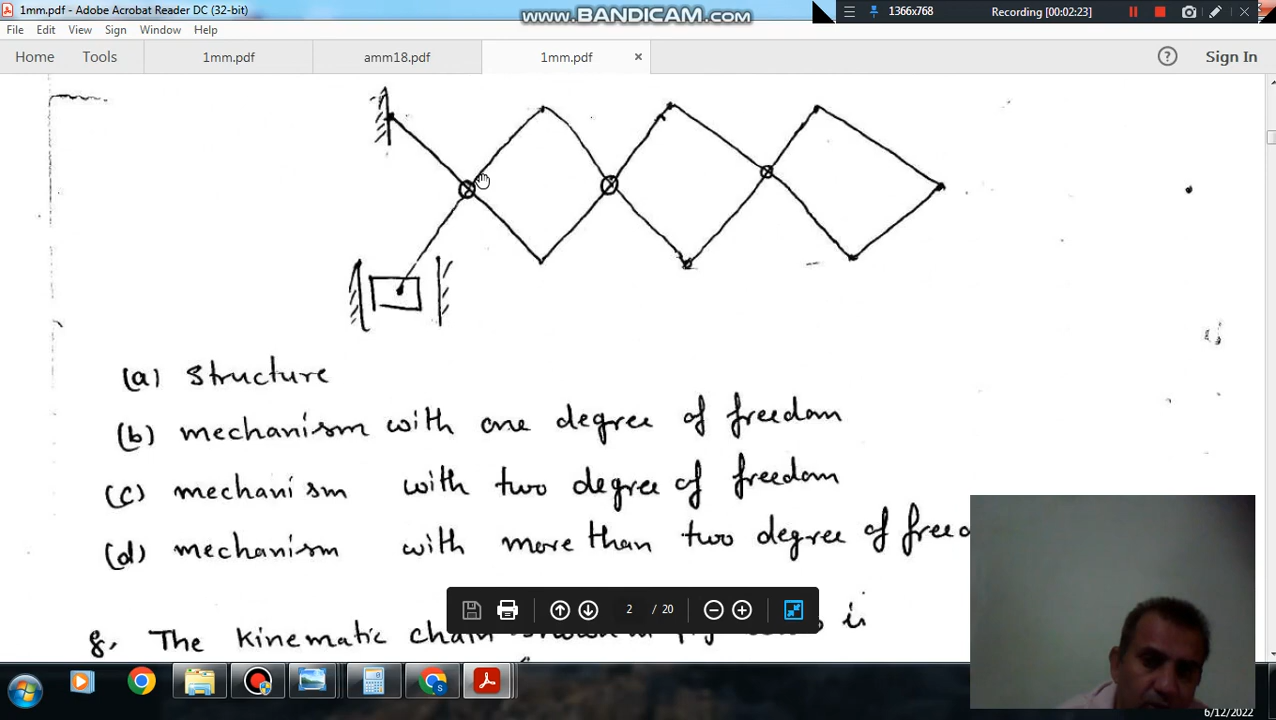 1mm.pdf - Adobe Acrobat Reader DC (32-bit)
www.BANDICAM.com
1366x768
Recording [00:02:23]
File Edit View Sign Window Help
Home Tools 1mm.pdf amm18.pdf 1mm.pdf × ? Sign In
(a) structure
(b) mechanism with one degree of freedom
(c) mechanism with two degree of freedom
(d) mechanism with more than two degree of
2 / 20
8. The kinematic chain is
6/12/2022